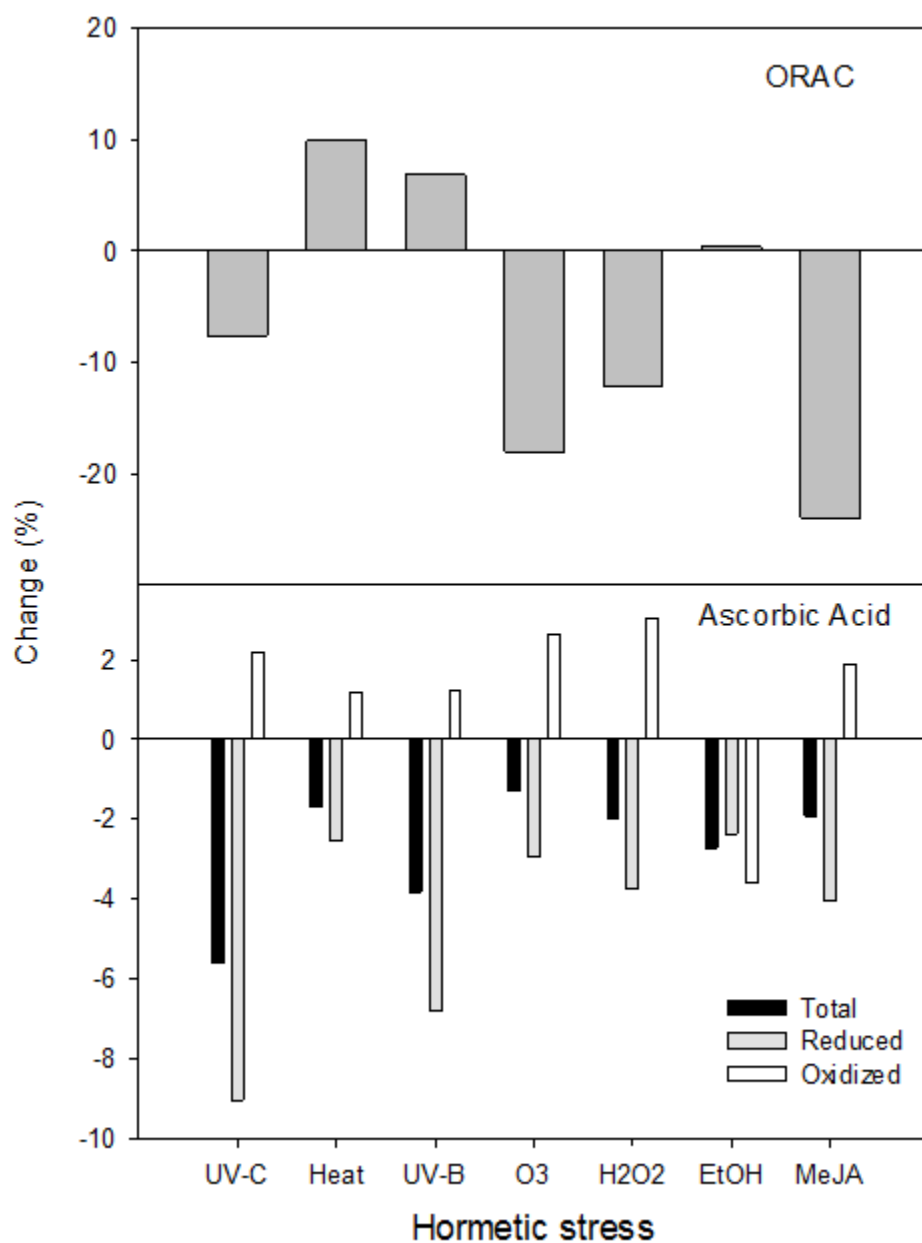 20
ORAC
10
0
-10
-20
Change (%)
Ascorbic Acid
2
0
-2
-4
-6
Total
Reduced
-8
Oxidized
-10
UV-C Heat UV-B O3 H2O2 EtOH MeJA
Hormetic stress